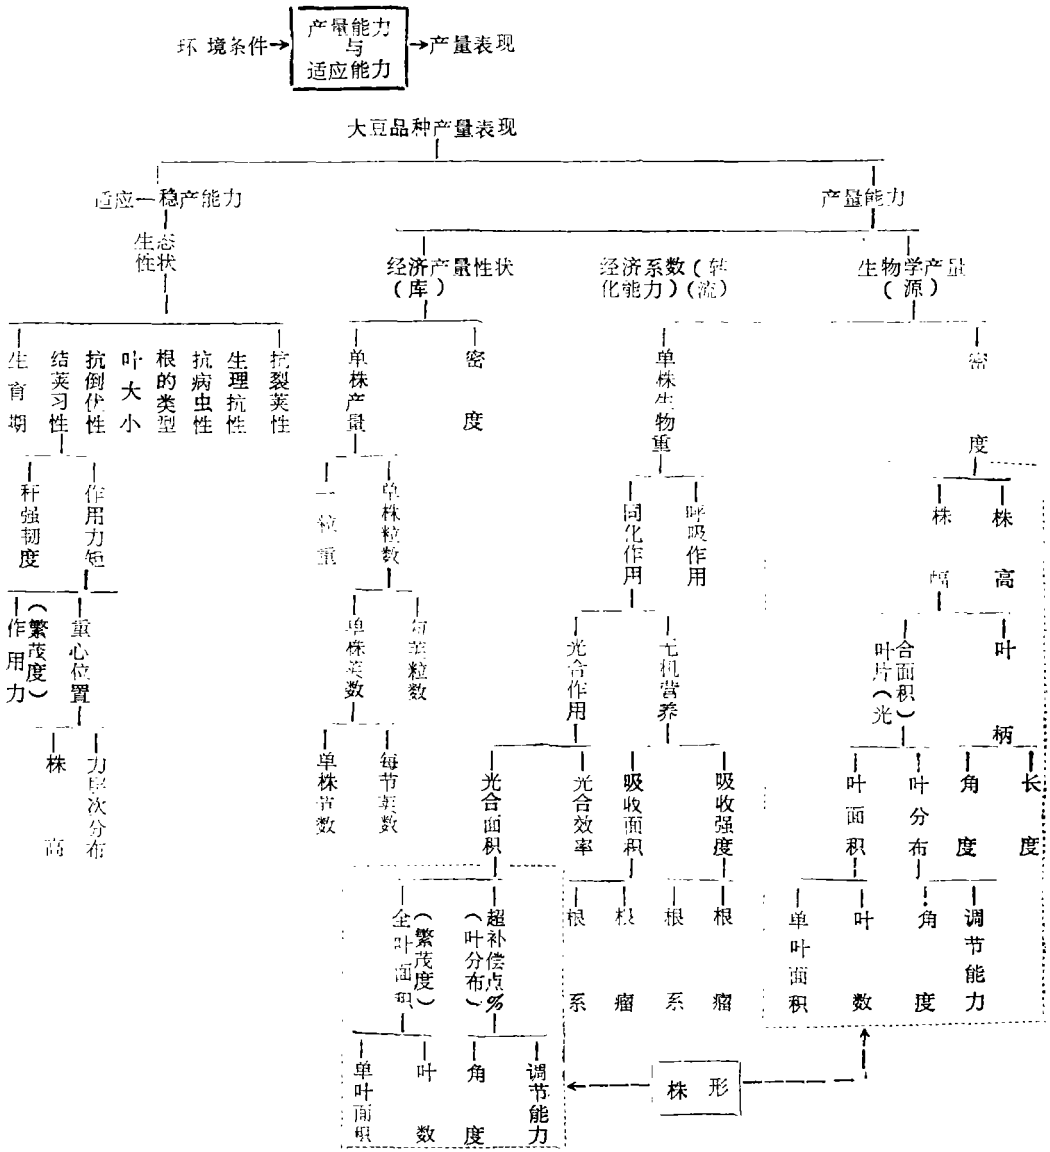 产量能力
环境条件→ 与 →产量表现
适应能力
大豆品种产量表现
适应—稳产能力
产量能力
生态性状
经济产量性状(库)
经济系数(转化能力)(流)
生物学产量(源)
生育期
结荚习性
抗倒伏性
叶大小
根的类型
抗病虫性
生理抗性
抗裂荚性
单株产量
密度
单株生物重
密度
秆强韧度
作用力矩
一粒重
单株粒数
同化作用
呼吸作用
株幅
株高
作用力(繁茂度)
重心位置
单株荚数
每荚粒数
光合作用
无机营养
叶片(光合面积)
叶柄
株高
力层次分布
单株节数
每节荚数
光合面积
光合效率
吸收面积
吸收强度
叶面积
叶分布
角度
长度
全叶面积(繁茂度)
超补偿点%(叶分布)
根系
根瘤
根系
根瘤
单叶面积
叶数
角度
调节能力
单叶面积
叶数
角度
调节能力
株形